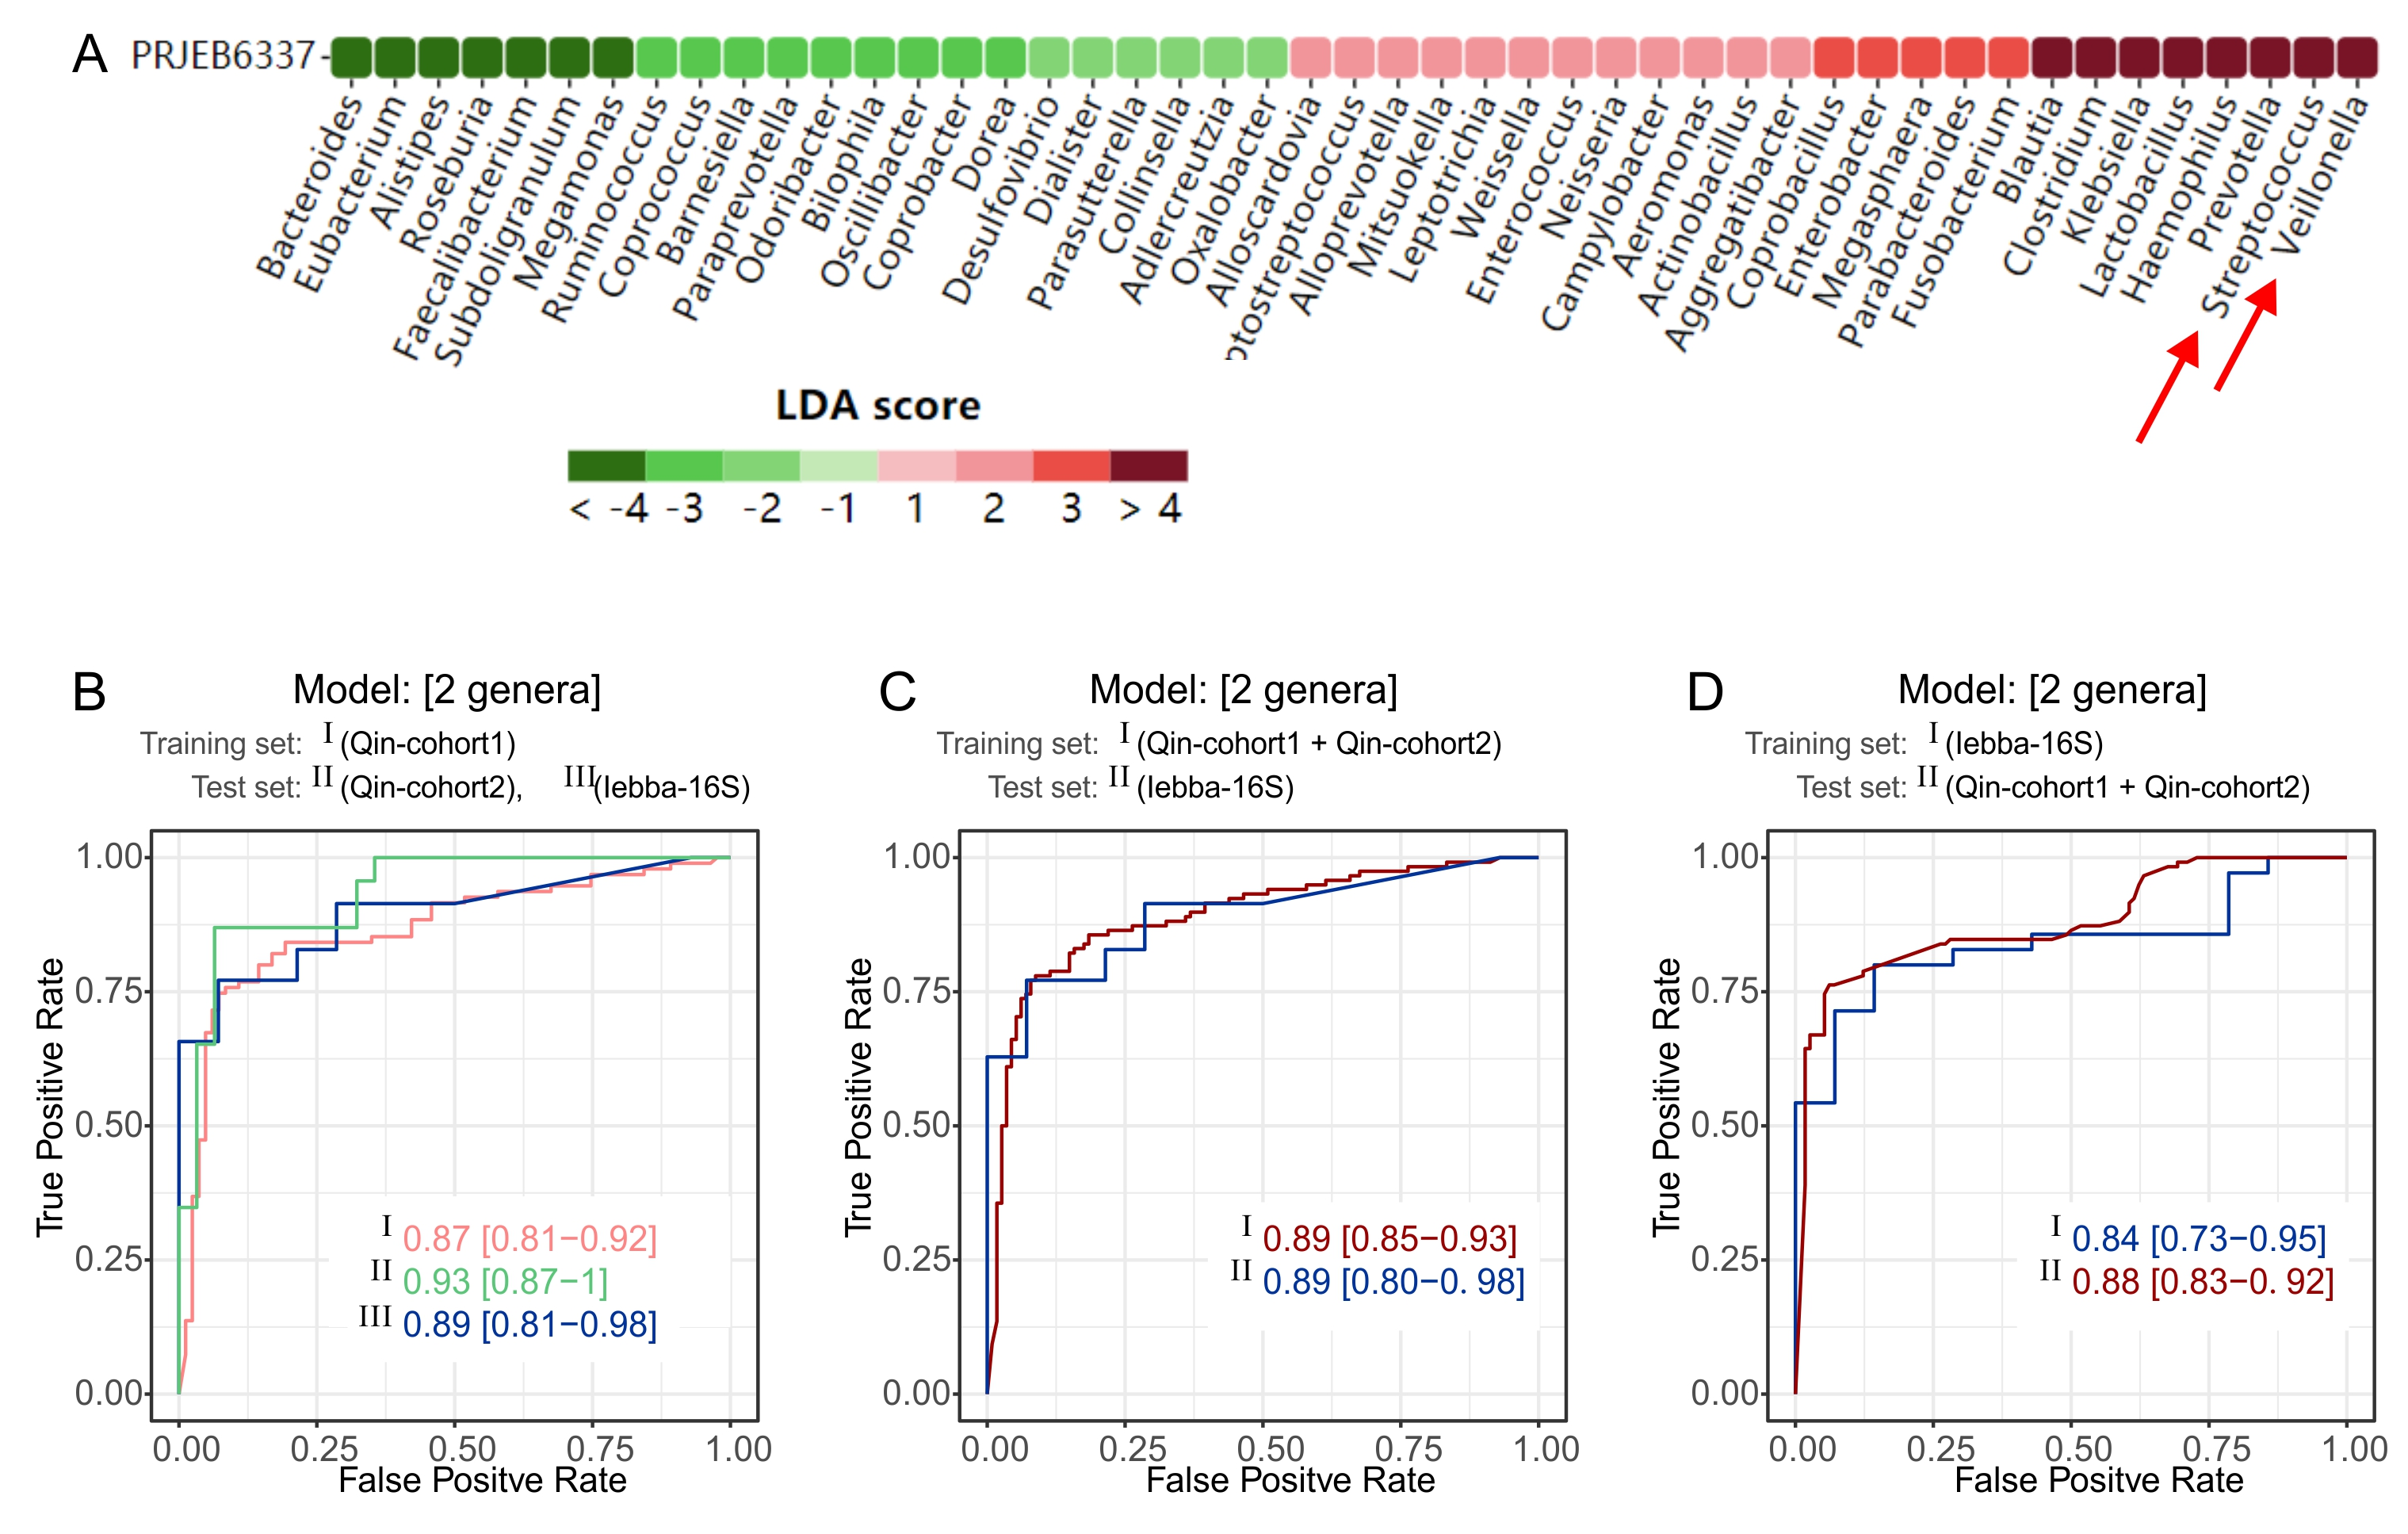 A
PRJEB6337
Bacteroides
Eubacterium
Alistipes
Roseburia
Faecalibacterium
Subdoligranulum
Megamonas
Ruminococcus
Coprococcus
Barnesiella
Paraprevotella
Odoribacter
Bilophila
Oscillibacter
Coprobacter
Dorea
Desulfovibrio
Dialister
Parasutterella
Collinsella
Adlercreutzia
Oxalobacter
Alloscardovia
ptostreptococcus
Alloprevotella
Mitsuokella
Leptotrichia
Weissella
Enterococcus
Neisseria
Campylobacter
Aeromonas
Actinobacillus
Aggregatibacter
Coprobacillus
Enterobacter
Megasphaera
Parabacteroides
Fusobacterium
Blautia
Clostridium
Klebsiella
Lactobacillus
Haemophilus
Prevotella
Streptococcus
Veillonella
LDA score
< -4 -3 -2 -1 1 2 3 > 4
B
Model: [2 genera]
Training set: I (Qin-cohort1)
Test set: II (Qin-cohort2), III (Iebba-16S)
True Positive Rate
1.00
0.75
0.50
0.25
0.00
I 0.87 [0.81−0.92]
II 0.93 [0.87−1]
III 0.89 [0.81−0.98]
0.00 0.25 0.50 0.75 1.00
False Positve Rate
C
Model: [2 genera]
Training set: I (Qin-cohort1 + Qin-cohort2)
Test set: II (Iebba-16S)
True Positive Rate
1.00
0.75
0.50
0.25
0.00
I 0.89 [0.85−0.93]
II 0.89 [0.80−0. 98]
0.00 0.25 0.50 0.75 1.00
False Positve Rate
D
Model: [2 genera]
Training set: I (Iebba-16S)
Test set: II (Qin-cohort1 + Qin-cohort2)
True Positive Rate
1.00
0.75
0.50
0.25
0.00
I 0.84 [0.73−0.95]
II 0.88 [0.83−0. 92]
0.00 0.25 0.50 0.75 1.00
False Positve Rate